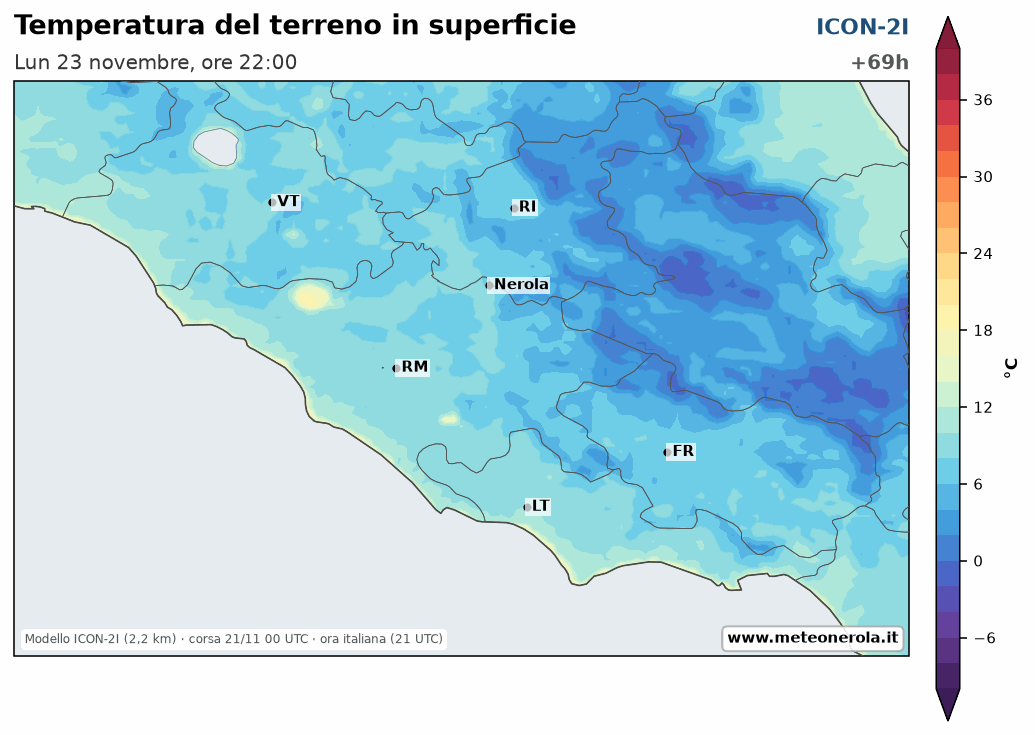 Temperatura del terreno in superficie
ICON-2I
Lun 23 novembre, ore 22:00
+69h
VT
RI
Nerola
RM
FR
LT
36
30
24
18
12
6
0
−6
°C
Modello ICON-2I (2,2 km) · corsa 21/11 00 UTC · ora italiana (21 UTC)
www.meteonerola.it